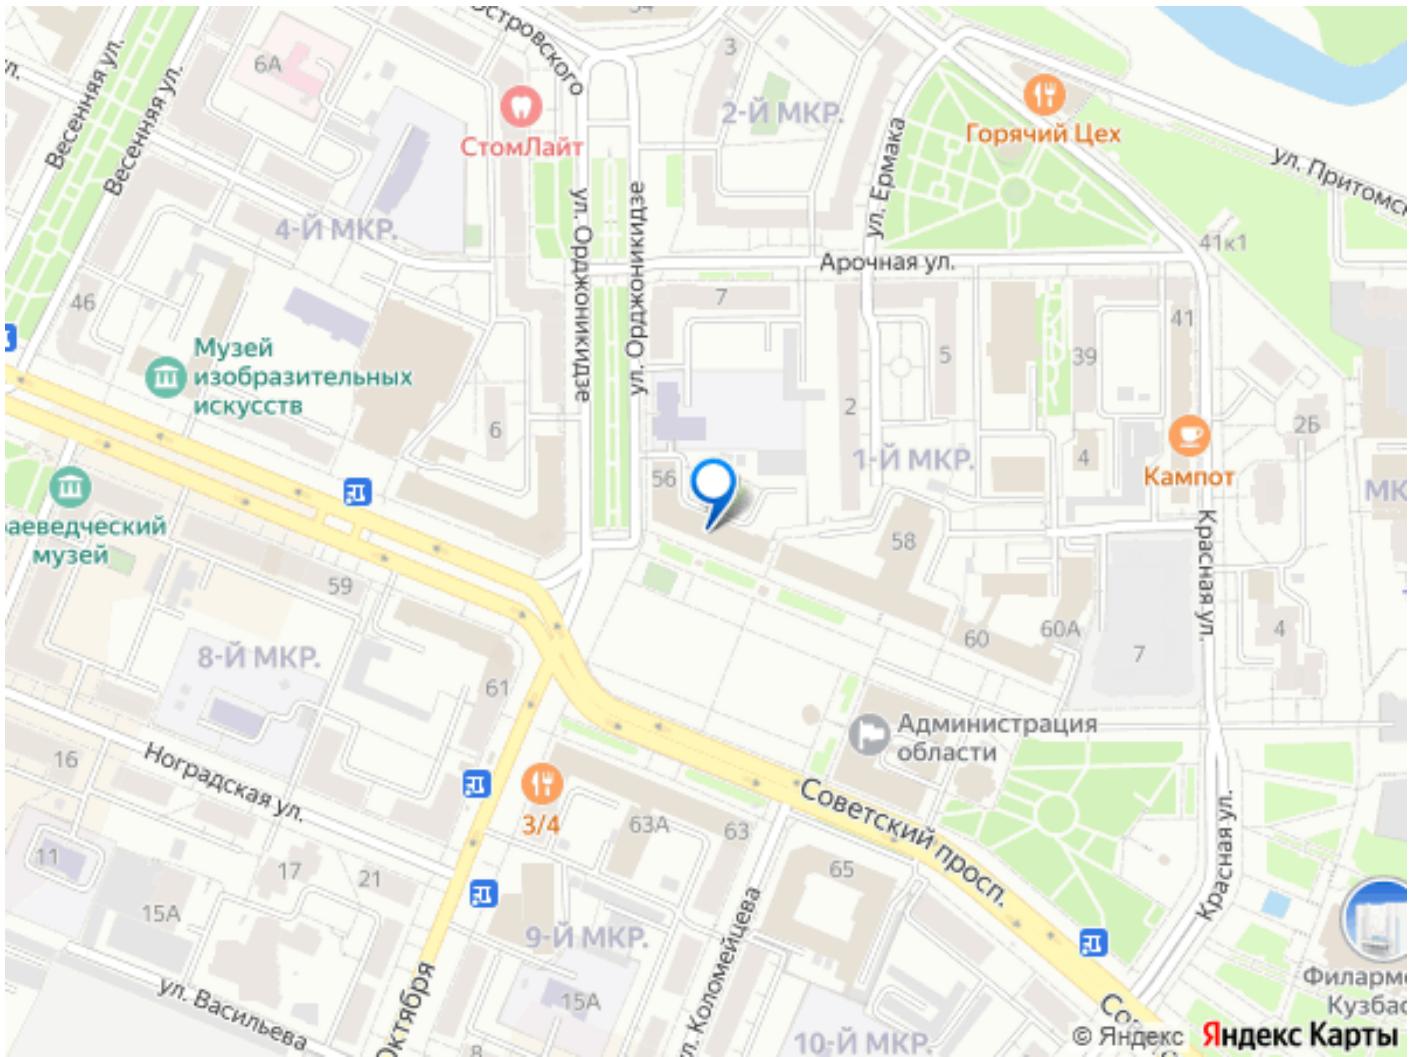 Островского
54
3
6А
Весенняя ул.
Весенняя ул.
СтомЛайт
2-Й МКР.
Горячий Цех
ул. Притомск
ул. Ермака
4-Й МКР.
ул. Орджоникидзе
ул. Орджоникидзе
Арочная ул.
41к1
46
7
41
Музей
изобразительных
искусств
5
39
6
2
2Б
1-Й МКР.
4
Кампот
56
МК
раеведческий
музей
58
Красная ул.
59
60
60А
4
7
8-Й МКР.
61
Администрация
области
16
Ноградская ул.
3/4
63А
63
Советский просп.
65
Красная ул.
11
17
21
15А
9-Й МКР.
ул. Васильева
Октября
15А
ул. Коломейцева
8
10-Й МКР.
Филарм
Кузбас
© Яндекс Яндекс Карты